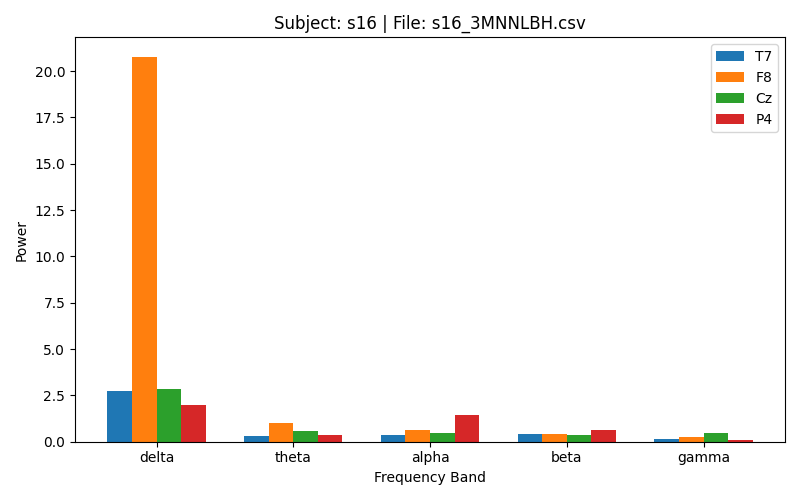 Subject: s16 | File: s16_3MNNLBH.csv
T7
F8
Cz
P4
Power
20.0
17.5
15.0
12.5
10.0
7.5
5.0
2.5
0.0
delta theta alpha beta gamma
Frequency Band